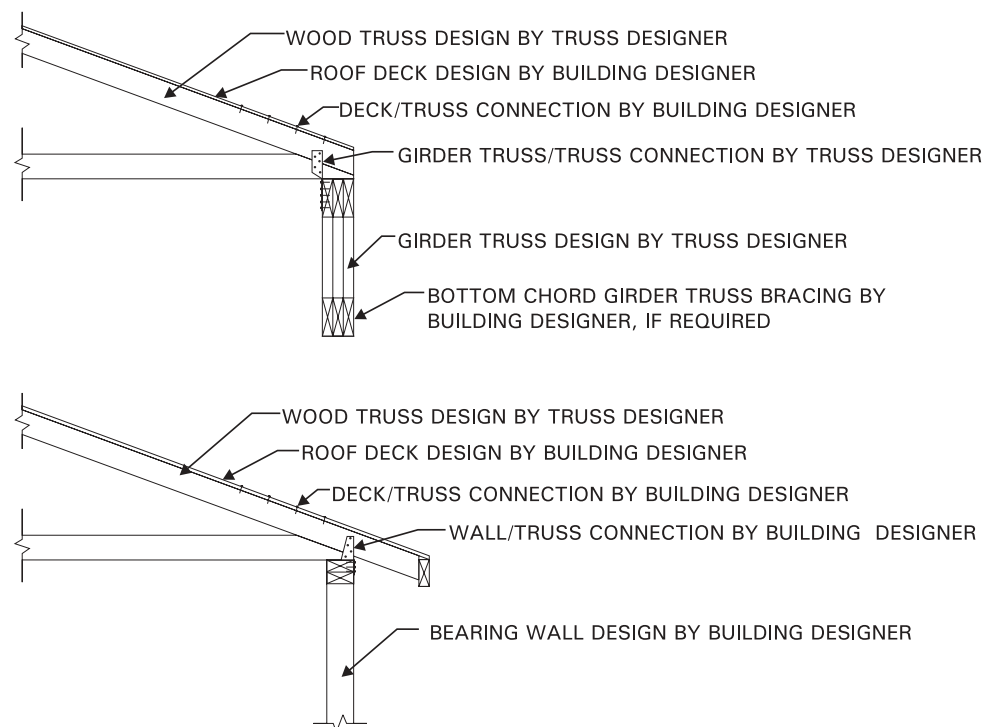 WOOD TRUSS DESIGN BY TRUSS DESIGNER
ROOF DECK DESIGN BY BUILDING DESIGNER
DECK/TRUSS CONNECTION BY BUILDING DESIGNER
GIRDER TRUSS/TRUSS CONNECTION BY TRUSS DESIGNER
GIRDER TRUSS DESIGN BY TRUSS DESIGNER
BOTTOM CHORD GIRDER TRUSS BRACING BY
BUILDING DESIGNER, IF REQUIRED
WOOD TRUSS DESIGN BY TRUSS DESIGNER
ROOF DECK DESIGN BY BUILDING DESIGNER
DECK/TRUSS CONNECTION BY BUILDING DESIGNER
WALL/TRUSS CONNECTION BY BUILDING DESIGNER
BEARING WALL DESIGN BY BUILDING DESIGNER